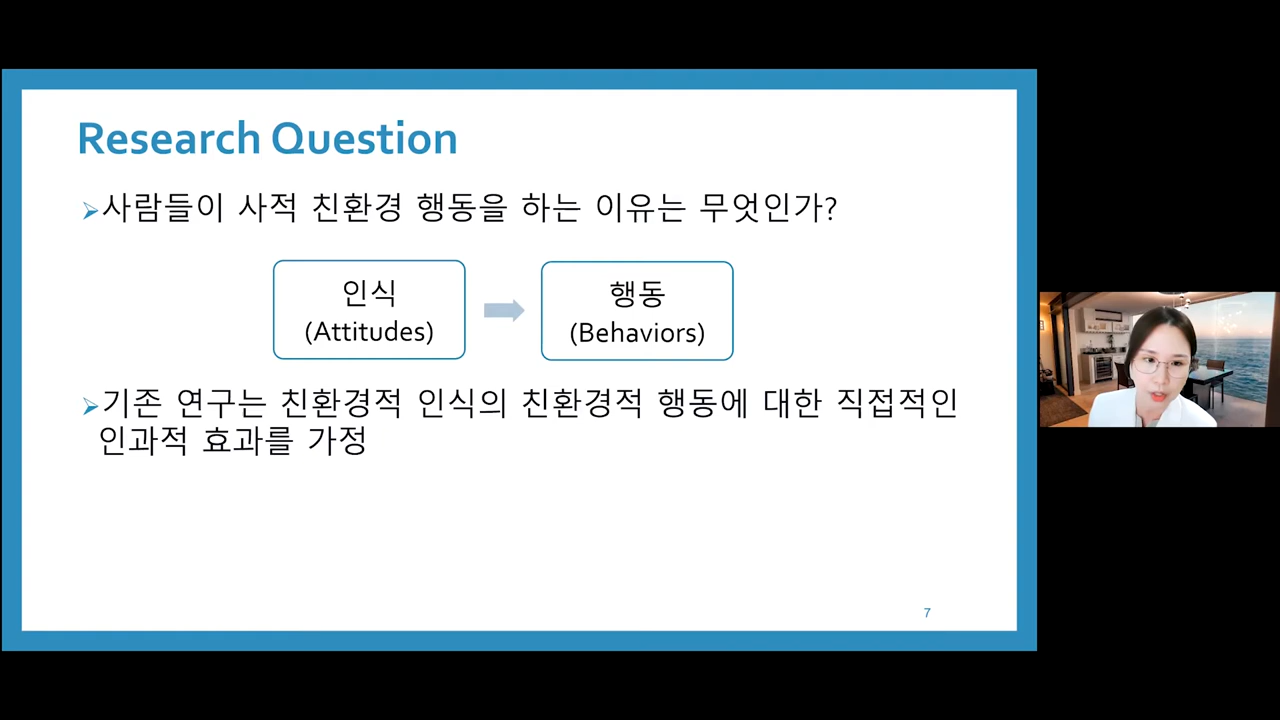 Research Question
➢사람들이 사적 친환경 행동을 하는 이유는 무엇인가?
인식
(Attitudes)
행동
(Behaviors)
➢기존 연구는 친환경적 인식의 친환경적 행동에 대한 직접적인
인과적 효과를 가정
7